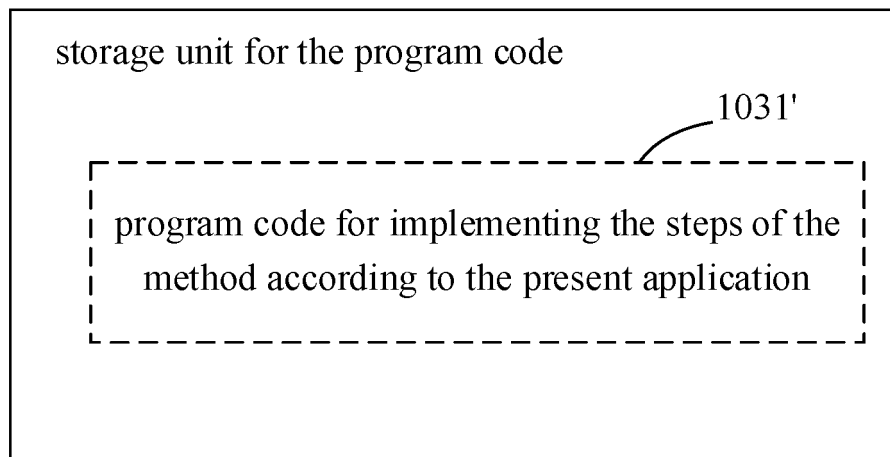 storage unit for the program code
1031'
program code for implementing the steps of the
method according to the present application